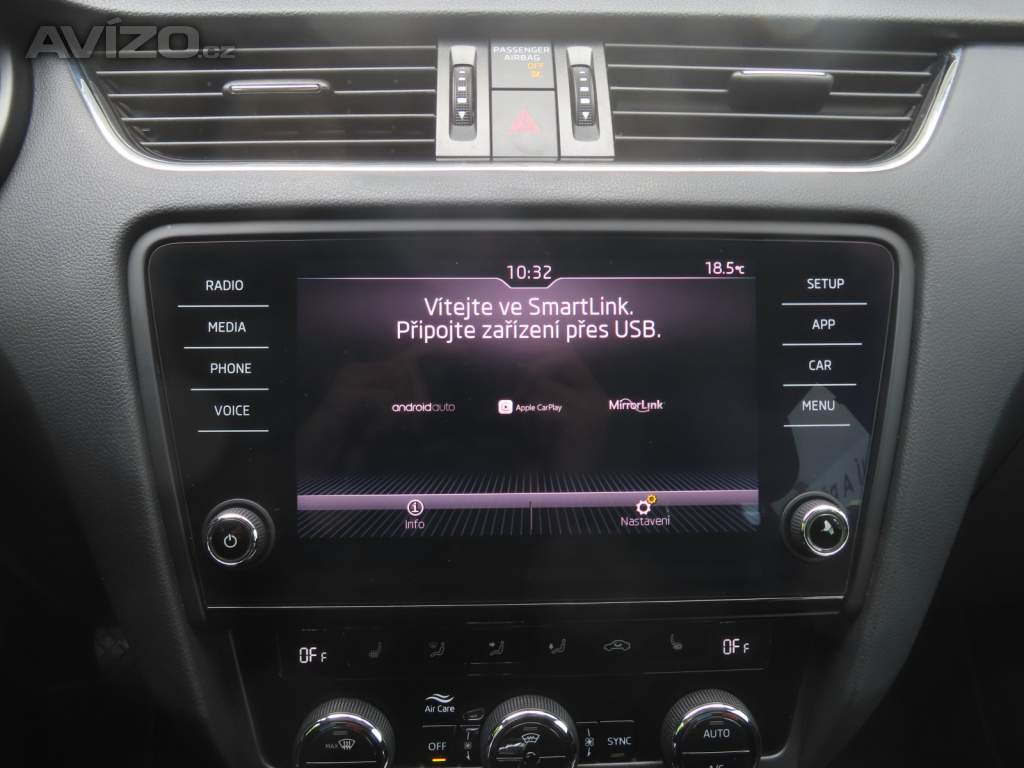 AVÍZO.cz
PASSENGER
AIRBAG
OFF
10:32
18.5°C
RADIO
MEDIA
PHONE
VOICE
Vítejte ve SmartLink.
Připojte zařízení přes USB.
androidauto
Apple CarPlay
MirrorLink
Info
Nastavení
SETUP
APP
CAR
MENU
OFF
OFF
Air Care
MAX
OFF
SYNC
AUTO
A/C